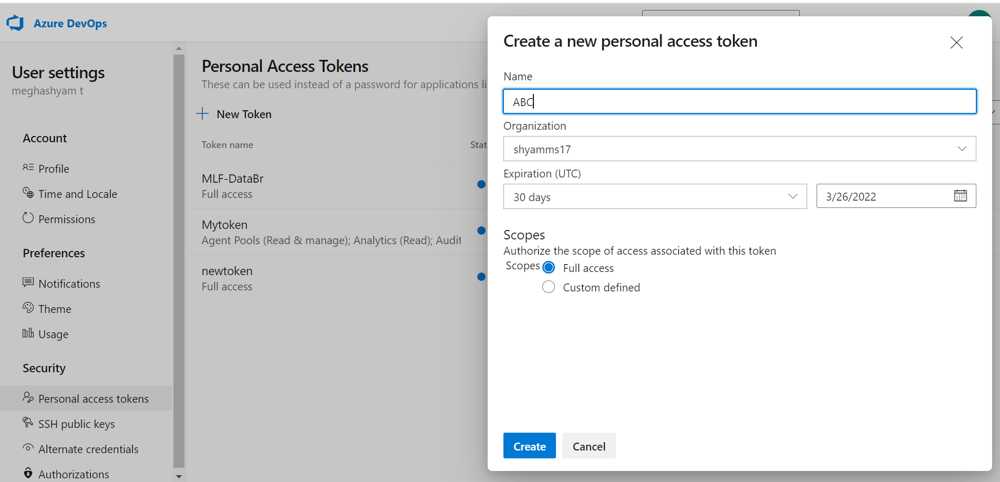 Azure DevOps
User settings
meghashyam t
Account
Profile
Time and Locale
Permissions
Preferences
Notifications
Theme
Usage
Security
Personal access tokens
SSH public keys
Alternate credentials
Authorizations
Personal Access Tokens
These can be used instead of a password for applications li
New Token
Token name Stat
MLF-DataBr
Full access
Mytoken
Agent Pools (Read & manage); Analytics (Read); Audit
newtoken
Full access
Create a new personal access token
Name
ABC
Organization
shyamms17
Expiration (UTC)
30 days 3/26/2022
Scopes
Authorize the scope of access associated with this token
Scopes Full access
Custom defined
Create Cancel